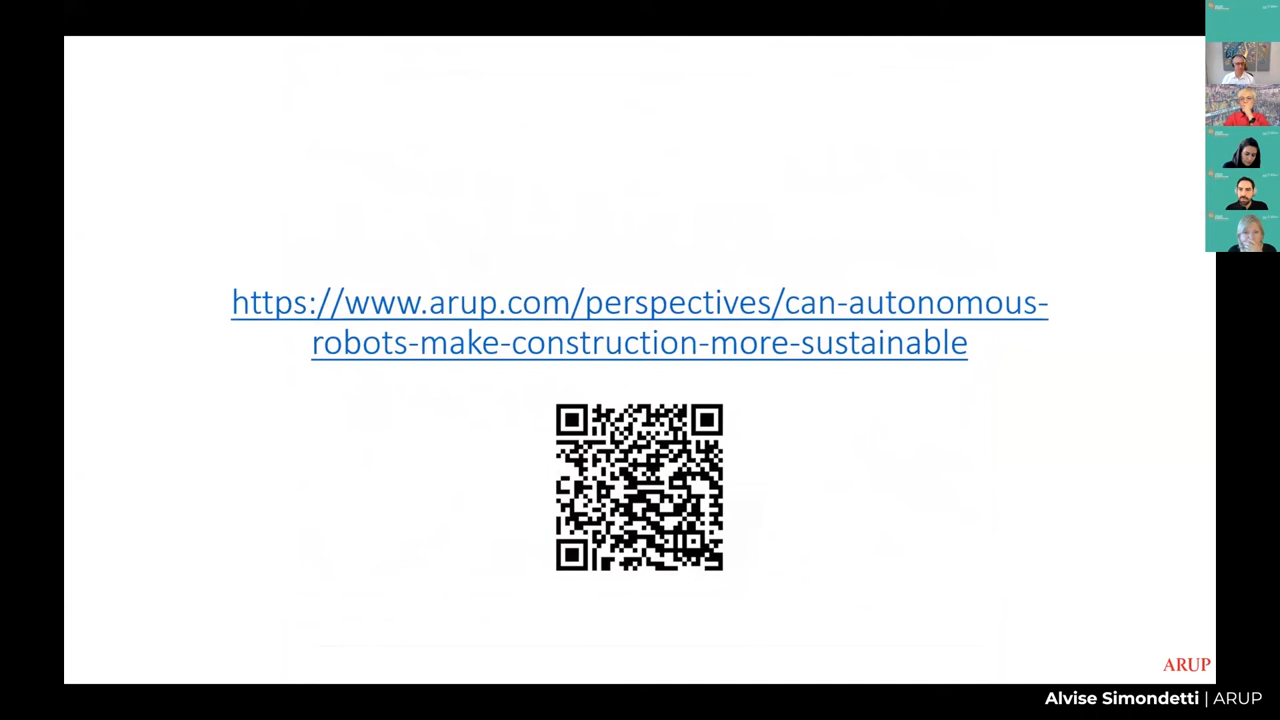 https://www.arup.com/perspectives/can-autonomous-
robots-make-construction-more-sustainable
ARUP
Alvise Simondetti | ARUP